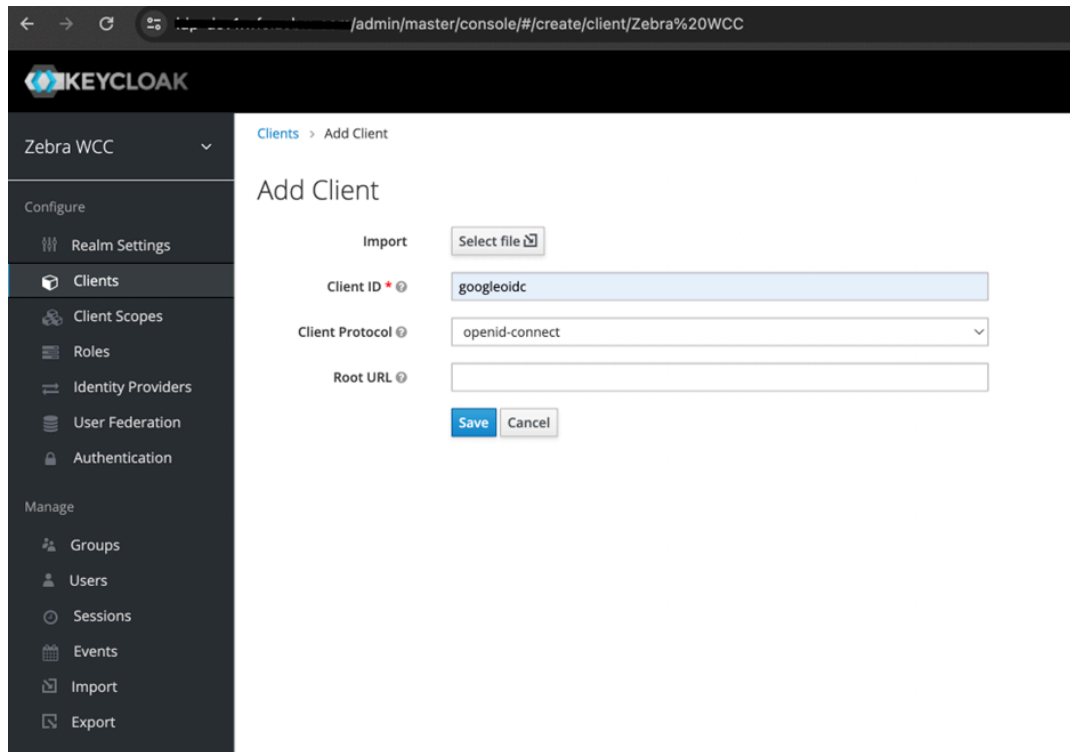 /admin/master/console/#/create/client/Zebra%20WCC
KEYCLOAK
Zebra WCC
Configure
Realm Settings
Clients
Client Scopes
Roles
Identity Providers
User Federation
Authentication
Manage
Groups
Users
Sessions
Events
Import
Export
Clients > Add Client
Add Client
Import Select file
Client ID * googleoidc
Client Protocol openid-connect
Root URL
Save Cancel